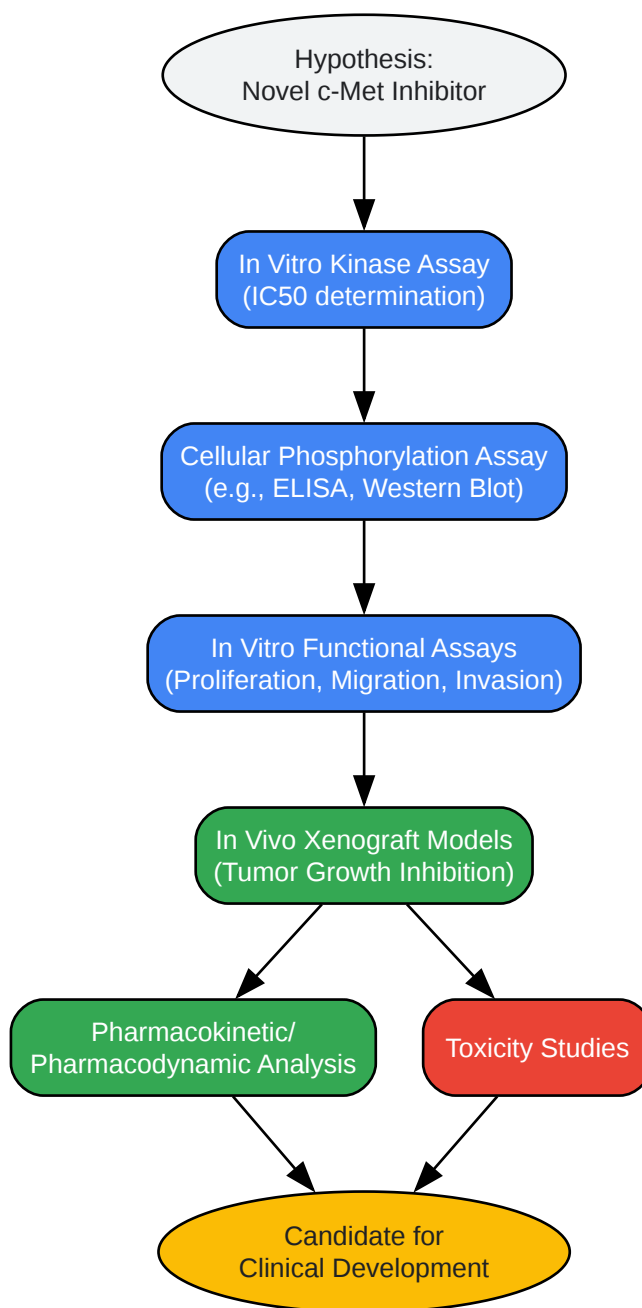 Hypothesis:
Novel c-Met Inhibitor
In Vitro Kinase Assay
(IC50 determination)
Cellular Phosphorylation Assay
(e.g., ELISA, Western Blot)
In Vitro Functional Assays
(Proliferation, Migration, Invasion)
In Vivo Xenograft Models
(Tumor Growth Inhibition)
Pharmacokinetic/
Pharmacodynamic Analysis
Toxicity Studies
Candidate for
Clinical Development